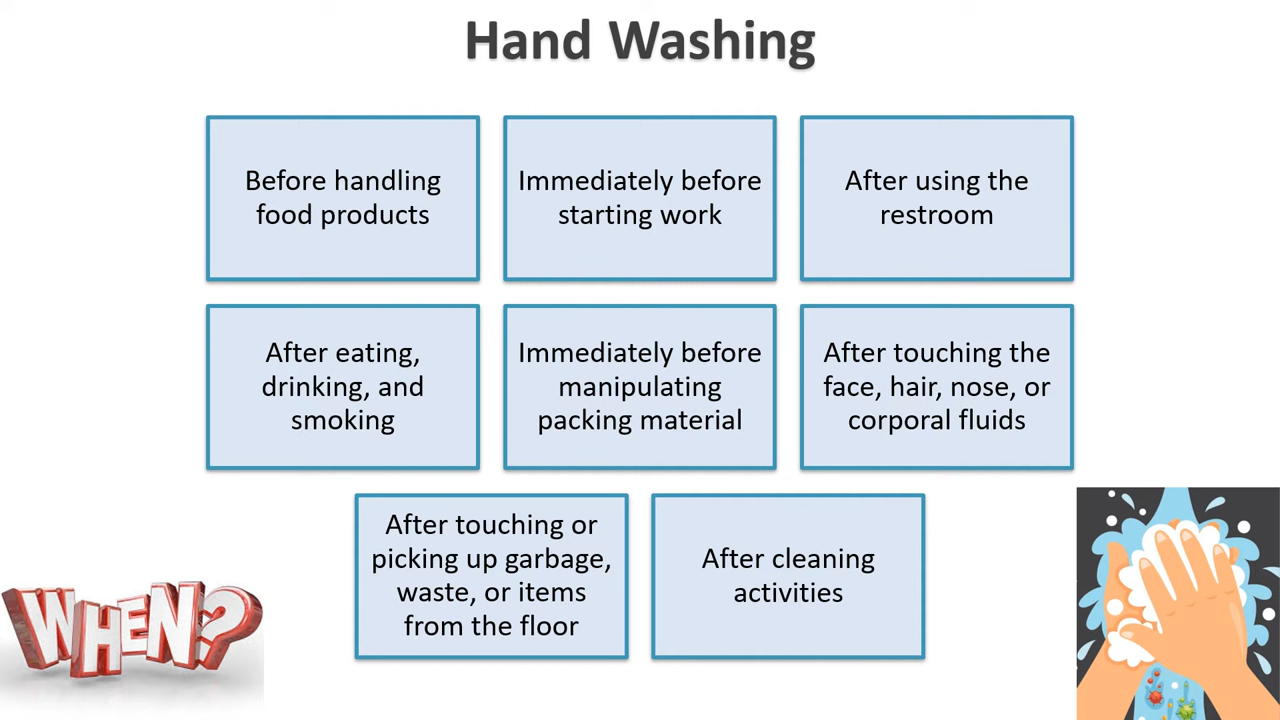 Hand Washing
Before handling
food products
Immediately before
starting work
After using the
restroom
After eating,
drinking, and
smoking
Immediately before
manipulating
packing material
After touching the
face, hair, nose, or
corporal fluids
After touching or
picking up garbage,
waste, or items
from the floor
After cleaning
activities
WHEN?